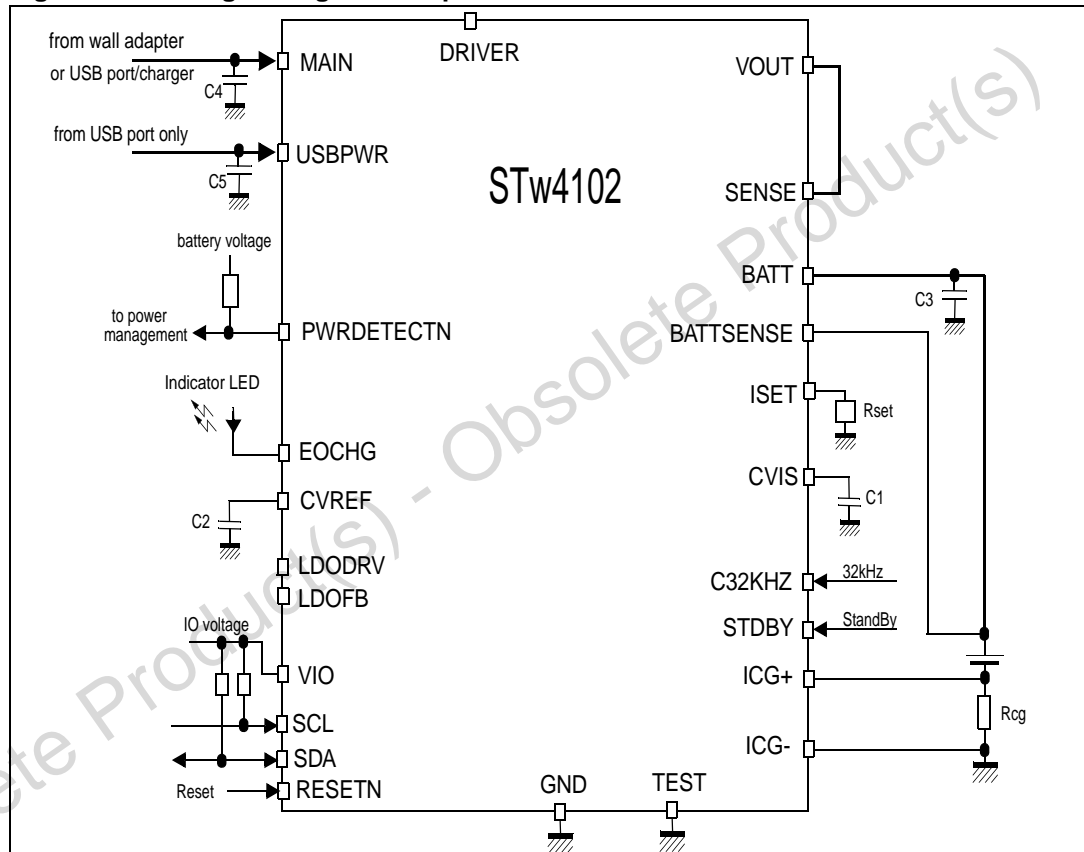 from wall adapter
or USB port/charger
C4
MAIN
DRIVER
VOUT
from USB port only
C5
USBPWR
STw4102
SENSE
battery voltage
BATT
C3
to power
management
PWRDETECTN
BATTSENSE
Indicator LED
ISET
Rset
EOCHG
CVIS
C1
CVREF
C2
LDODRV
LDOFB
C32KHZ
32kHz
STDBY
StandBy
IO voltage
VIO
ICG+
Rcg
SCL
SDA
ICG-
Reset
RESETN
GND
TEST
Obsolete Product(s) - Obsolete Product(s)